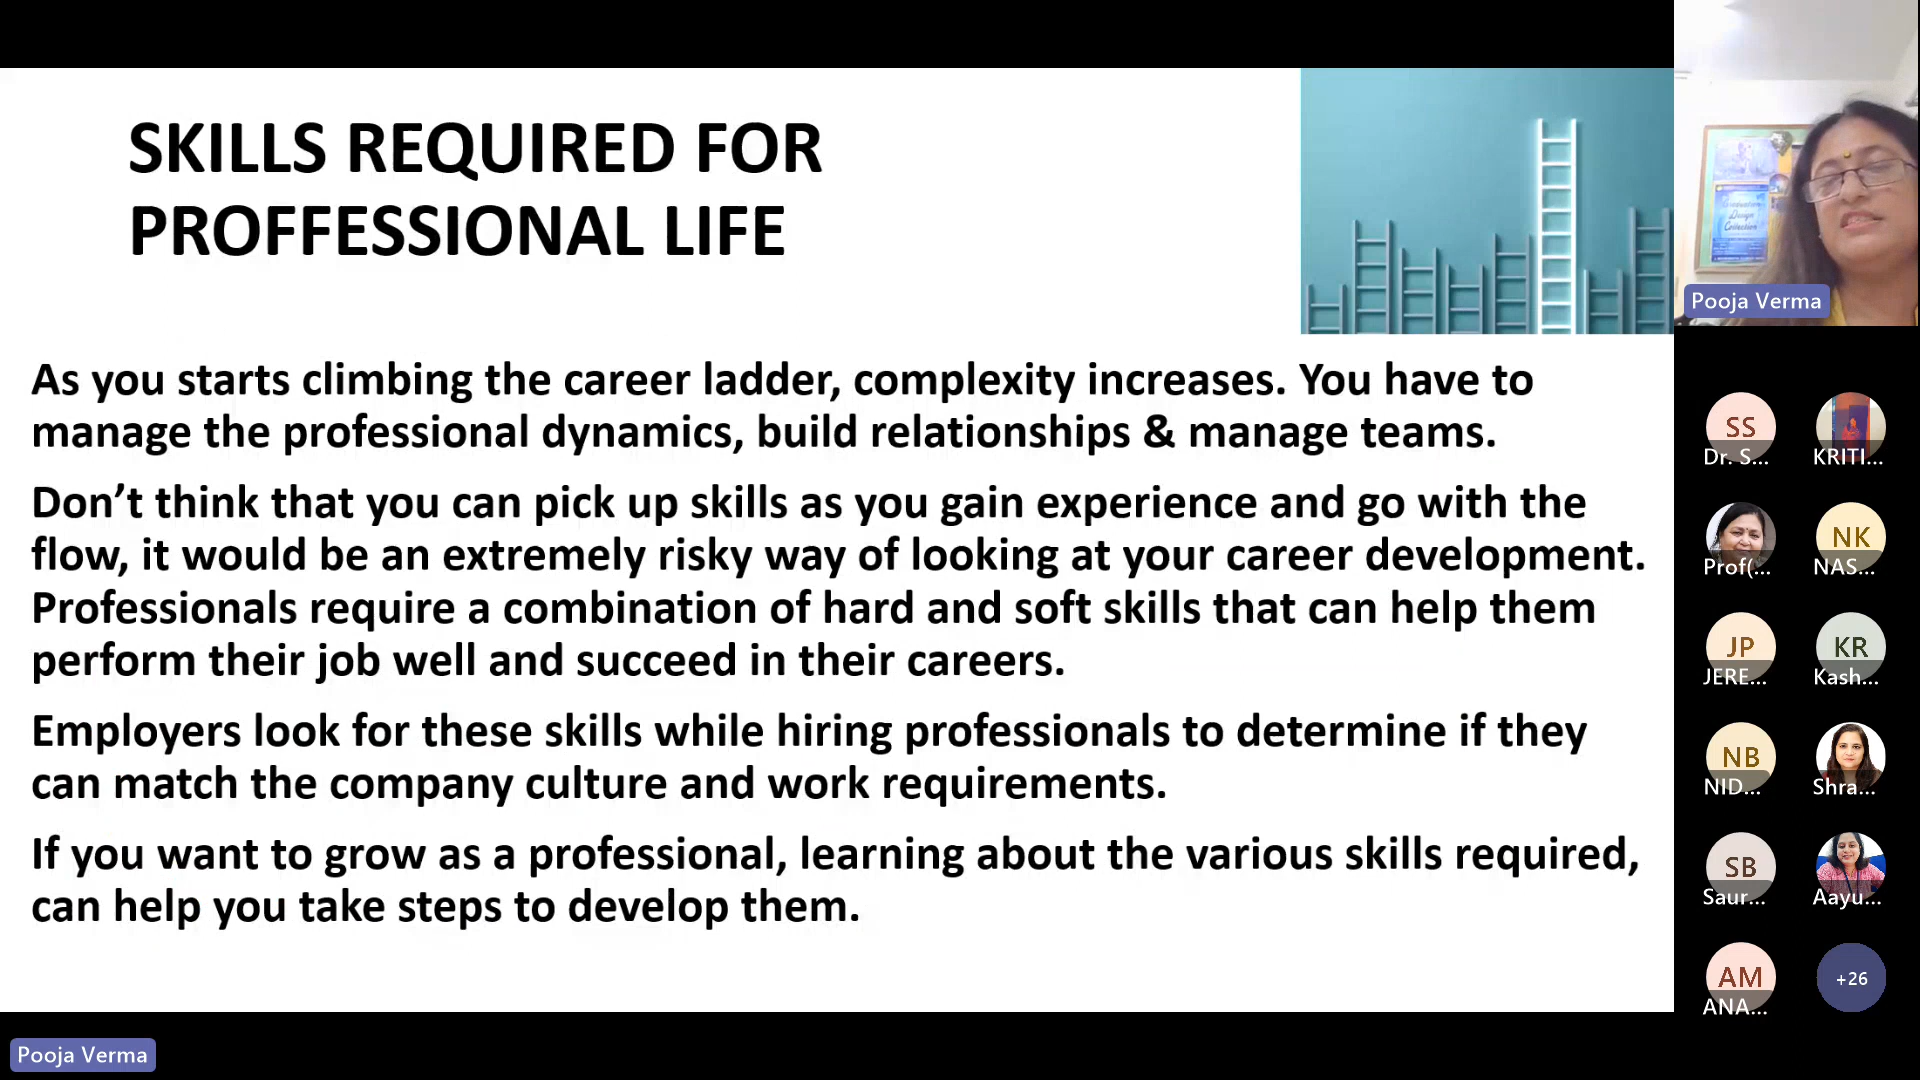 SKILLS REQUIRED FOR
PROFFESSIONAL LIFE
As you starts climbing the career ladder, complexity increases. You have to
manage the professional dynamics, build relationships & manage teams.
Don’t think that you can pick up skills as you gain experience and go with the
flow, it would be an extremely risky way of looking at your career development.
Professionals require a combination of hard and soft skills that can help them
perform their job well and succeed in their careers.
Employers look for these skills while hiring professionals to determine if they
can match the company culture and work requirements.
If you want to grow as a professional, learning about the various skills required,
can help you take steps to develop them.
Pooja Verma
SS
Dr. S...
KRITI...
Prof(...
NK
NAS...
JP
JERE...
KR
Kash...
NB
NID...
Shra...
SB
Saur...
Aayu...
AM
ANA...
+26
Pooja Verma